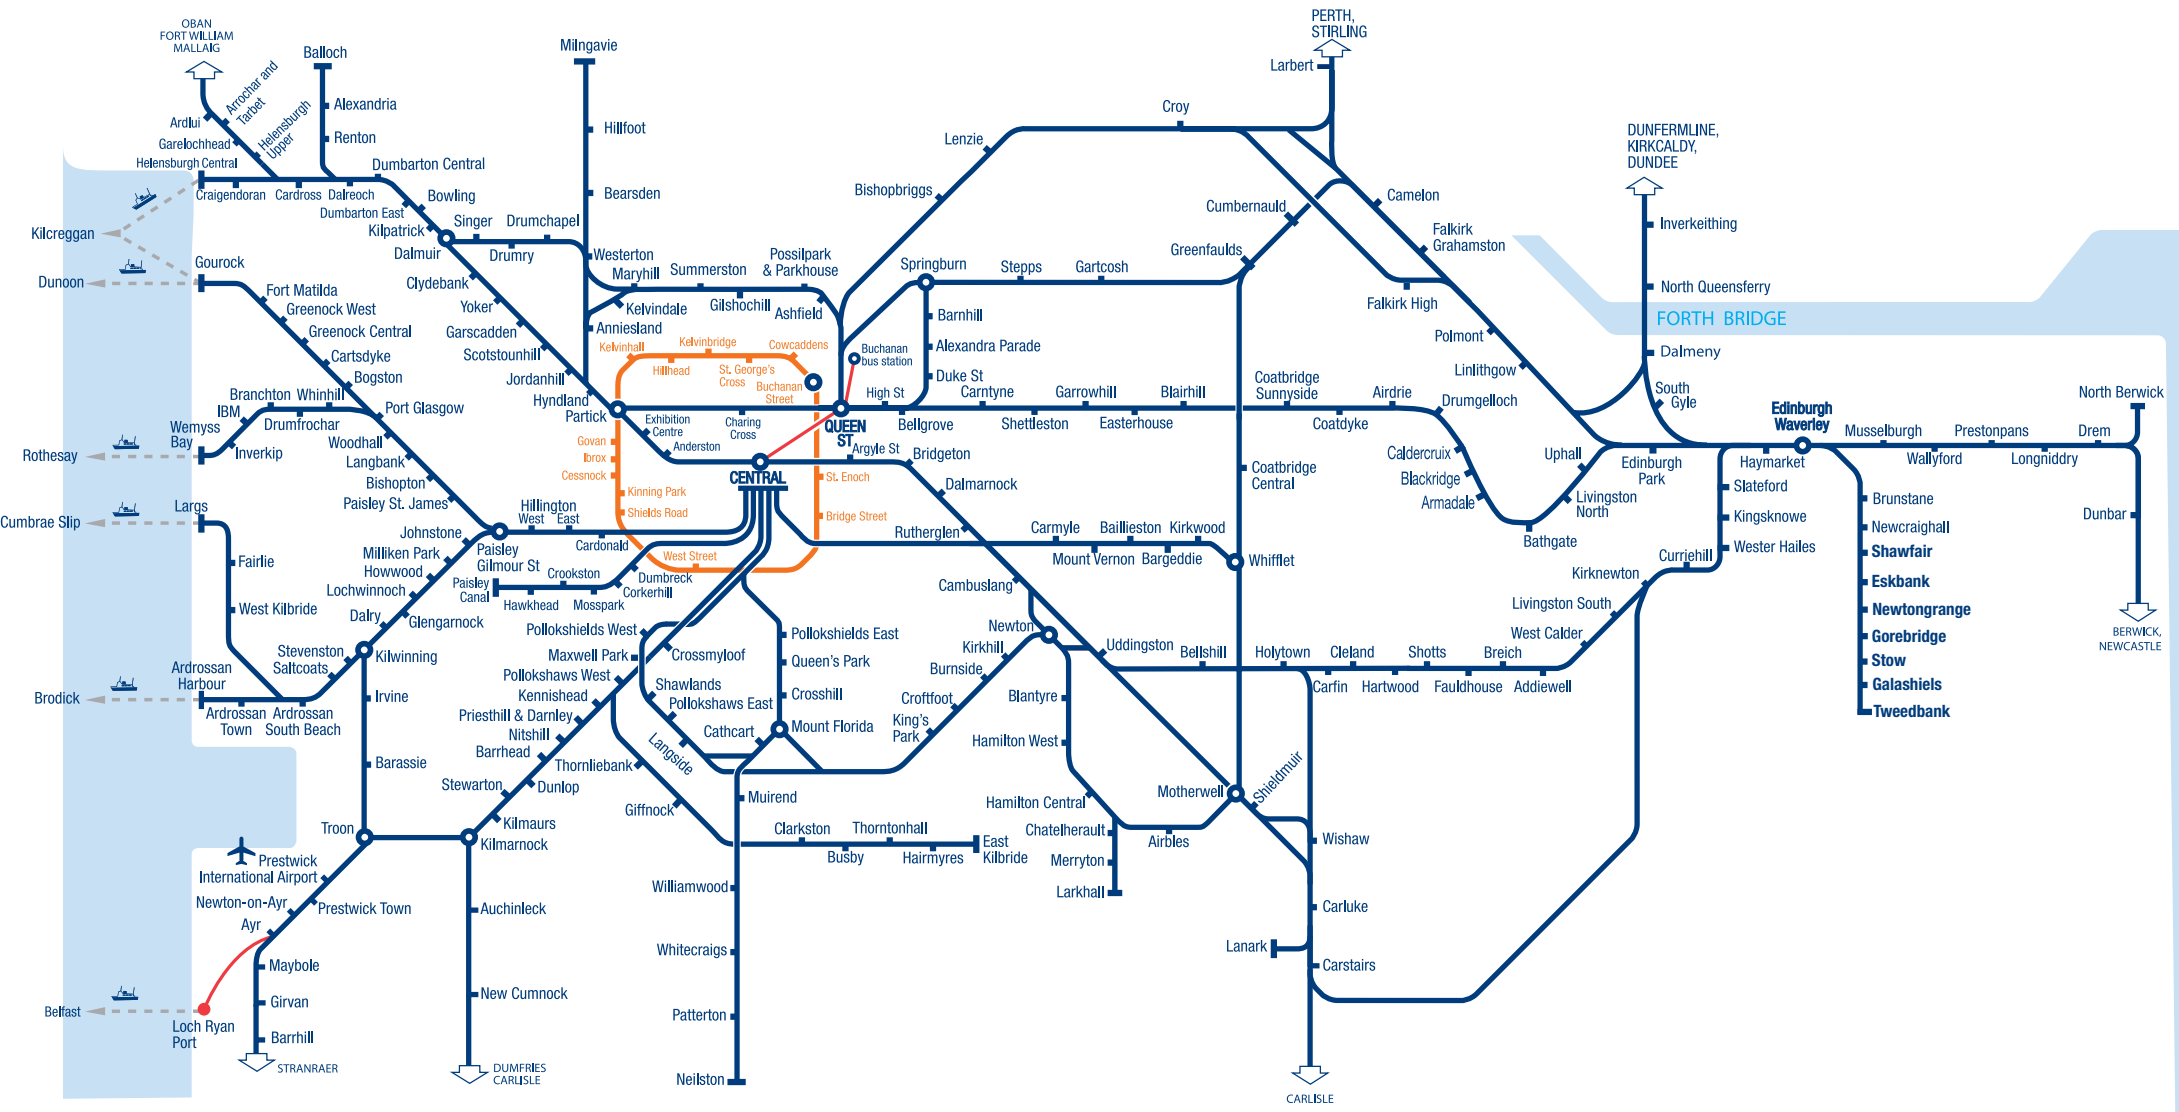 OBAN
FORT WILLIAM
MALLAIG
Balloch
Milngavie
PERTH,
STIRLING
Larbert
Arrochar and
Tarbet
Ardlui
Garelochhead
Helensburgh
Upper
Helensburgh Central
Alexandria
Renton
Dumbarton Central
Craigendoran
Cardross
Dalreoch
Dumbarton East
Bowling
Kilpatrick
Singer
Drumchapel
Dalmuir
Drumry
Hillfoot
Bearsden
Westerton
Maryhill
Summerston
Possilpark
& Parkhouse
Kelvindale
Gilshochill
Ashfield
Anniesland
Clydebank
Yoker
Garscadden
Scotstounhill
Jordanhill
Hyndland
Partick
Kilcreggan
Dunoon
Gourock
Fort Matilda
Greenock West
Greenock Central
Cartsdyke
Bogston
Port Glasgow
Branchton
Whinhill
IBM
Drumfrochar
Wemyss
Bay
Inverkip
Rothesay
Woodhall
Langbank
Bishopton
Paisley St. James
Largs
Cumbrae Slip
Fairlie
West Kilbride
Johnstone
Milliken Park
Howwood
Lochwinnoch
Dalry
Glengarnock
Paisley
Gilmour St
Hillington
West
East
Cardonald
Paisley
Canal
Hawkhead
Crookston
Mosspark
Corkerhill
Dumbreck
Stevenston
Saltcoats
Kilwinning
Ardrossan
Harbour
Brodick
Ardrossan
Town
Ardrossan
South Beach
Irvine
Barassie
Troon
Prestwick
International Airport
Prestwick Town
Newton-on-Ayr
Ayr
Maybole
Girvan
Barrhill
STRANRAER
Belfast
Loch Ryan
Port
Kelvinhall
Hillhead
Kelvinbridge
St. George's
Cross
Cowcaddens
Buchanan
Street
Buchanan
bus station
Govan
Ibrox
Cessnock
Kinning Park
Shields Road
West Street
Bridge Street
St. Enoch
Exhibition
Centre
Anderston
Charing
Cross
QUEEN
ST
CENTRAL
Argyle St
High St
Bellgrove
Bridgeton
Dalmarnock
Rutherglen
Croy
Lenzie
Bishopbriggs
Springburn
Stepps
Gartcosh
Barnhill
Alexandra Parade
Duke St
Carntyne
Shettleston
Garrowhill
Easterhouse
Blairhill
Coatbridge
Sunnyside
Coatdyke
Airdrie
Drumgelloch
Caldercruix
Blackridge
Armadale
Bathgate
Livingston
North
Uphall
Cumbernauld
Greenfaulds
Camelon
Falkirk
Grahamston
Falkirk High
Polmont
Linlithgow
DUNFERMLINE,
KIRKCALDY,
DUNDEE
Inverkeithing
North Queensferry
FORTH BRIDGE
Dalmeny
South
Gyle
Edinburgh
Park
Haymarket
Edinburgh
Waverley
Musselburgh
Wallyford
Prestonpans
Longniddry
Drem
North Berwick
Dunbar
BERWICK,
NEWCASTLE
Brunstane
Newcraighall
Shawfair
Eskbank
Newtongrange
Gorebridge
Stow
Galashiels
Tweedbank
Slateford
Kingsknowe
Wester Hailes
Curriehill
Kirknewton
Livingston South
West Calder
Coatbridge
Central
Carmyle
Mount Vernon
Baillieston
Bargeddie
Kirkwood
Whifflet
Cambuslang
Newton
Kirkhill
Burnside
Croftfoot
King's
Park
Uddingston
Bellshill
Holytown
Carfin
Cleland
Hartwood
Shotts
Fauldhouse
Breich
Addiewell
Blantyre
Hamilton West
Hamilton Central
Chatelherault
Merryton
Larkhall
Airbles
Motherwell
Shieldmuir
Wishaw
Carluke
Lanark
Carstairs
CARLISLE
Pollokshields West
Maxwell Park
Crossmyloof
Pollokshaws West
Shawlands
Pollokshaws East
Kennishead
Priesthill & Darnley
Nitshill
Barrhead
Langside
Cathcart
Pollokshields East
Queen's Park
Crosshill
Mount Florida
Dunlop
Stewarton
Kilmaurs
Kilmarnock
Thornliebank
Giffnock
Muirend
Clarkston
Busby
Thorntonhall
Hairmyres
East
Kilbride
Williamwood
Whitecraigs
Patterton
Neilston
Auchinleck
New Cumnock
DUMFRIES
CARLISLE